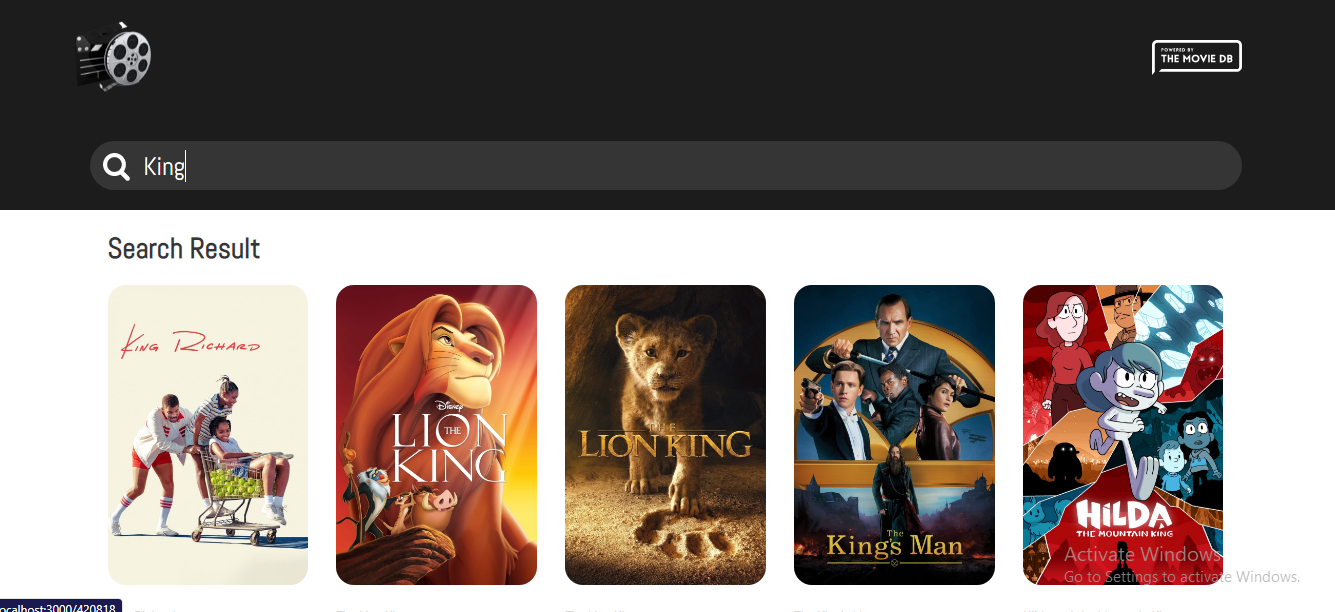 POWERED BY
THE MOVIE DB
King
Search Result
KING RICHARD
Disney
THE
LION
KING
THE
LION KING
The
King's Man
HiLDA
THE MOUNTAIN KING
Activate Windows
Go to Settings to activate Windows.
ocalhost:3000/420818